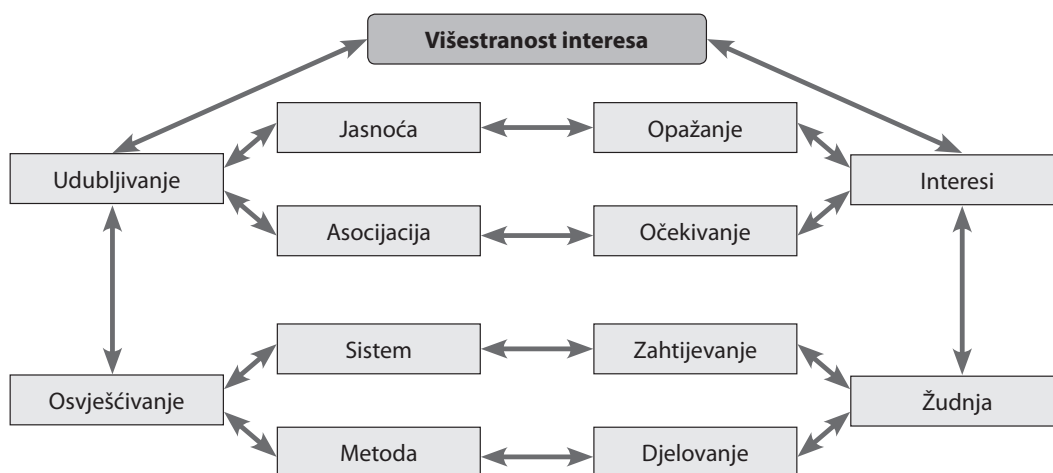 Višestranost interesa
Jasnoća
Opažanje
Udubljivanje
Interesi
Asocijacija
Očekivanje
Sistem
Zahtijevanje
Osvješćivanje
Žudnja
Metoda
Djelovanje